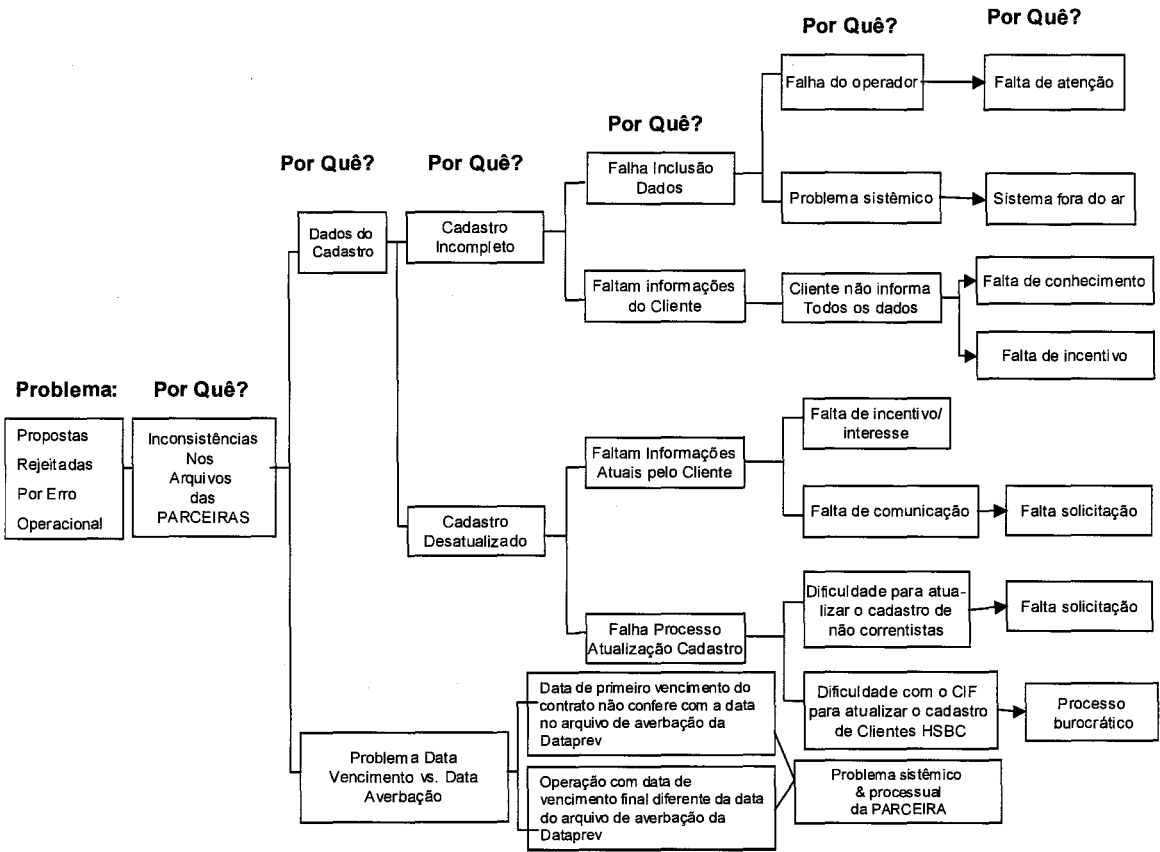 Por Quê?
Por Quê?
Falha do operador
Falta de atenção
Por Quê?
Por Quê?
Por Quê?
Falha Inclusão
Dados
Problema sistêmico
Sistema fora do ar
Dados do
Cadastro
Cadastro
Incompleto
Faltam informações
do Cliente
Cliente não informa
Todos os dados
Falta de conhecimento
Falta de incentivo
Problema:
Por Quê?
Propostas
Rejeitadas
Por Erro
Operacional
Inconsistências
Nos
Arquivos
das
PARCEIRAS
Falta de incentivo/
interesse
Faltam Informações
Atuais pelo Cliente
Falta de comunicação
Falta solicitação
Cadastro
Desatualizado
Dificuldade para atua-
lizar o cadastro de
não correntistas
Falta solicitação
Falha Processo
Atualização Cadastro
Dificuldade com o CIF
para atualizar o cadastro
de Clientes HSBC
Processo
burocrático
Data de primeiro vencimento do
contrato não confere com a data
no arquivo de averbação da
Dataprev
Problema Data
Vencimento vs. Data
Averbação
Operação com data de
vencimento final diferente da data
do arquivo de averbação da
Dataprev
Problema sistêmico
& processual
da PARCEIRA